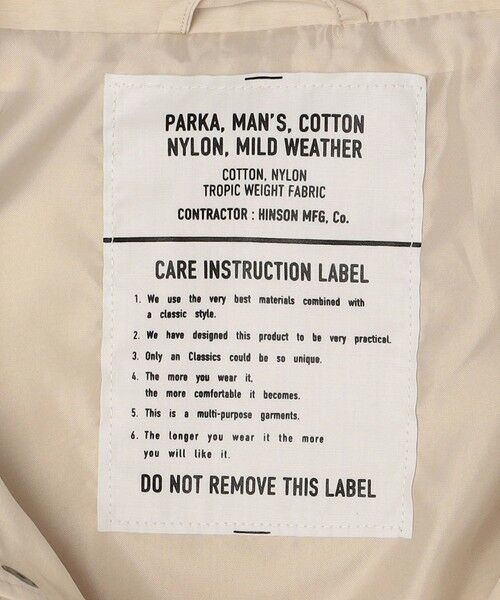 PARKA, MAN'S, COTTON
NYLON, MILD WEATHER
COTTON, NYLON
TROPIC WEIGHT FABRIC
CONTRACTOR : HINSON MFG, Co.
CARE INSTRUCTION LABEL
1. We use the very best materials combined with
a classic style.
2. We have designed this product to be very practical.
3. Only an Classics could be so unique.
4. The more you wear it,
the more comfortable it becomes.
5. This is a multi-purpose garments.
6. The longer you wear it the more
you will like it.
DO NOT REMOVE THIS LABEL